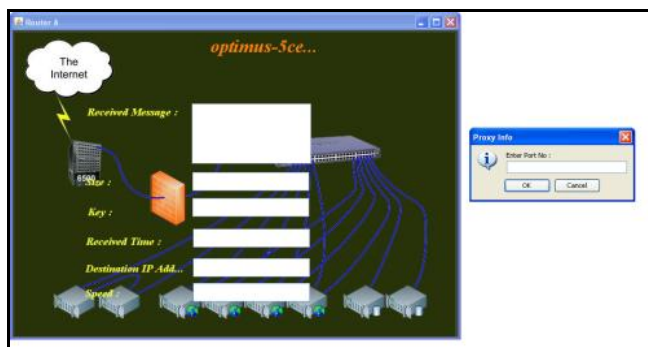 Router A
optimus-5ce...
The
Internet
Received Message :
6500
Size :
Key :
Received Time :
Destination IP Add...
Speed :
Proxy Info
Enter Port No :
OK
Cancel